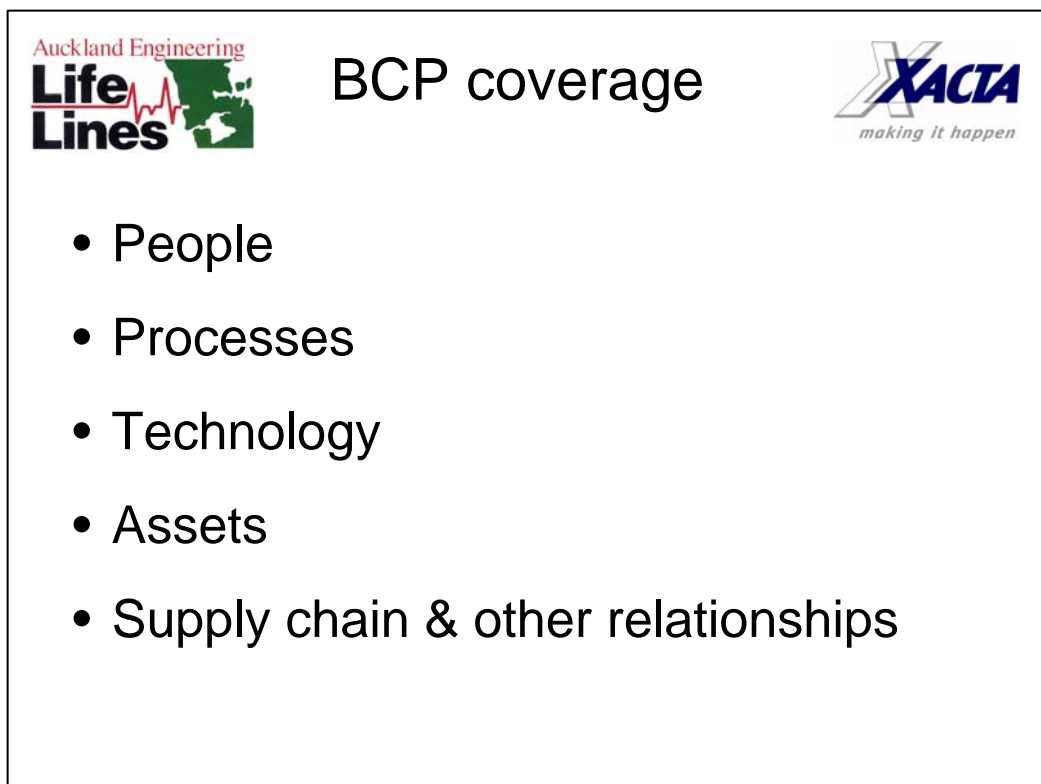 Auckland Engineering
Life
Lines
BCP coverage
XACTA
making it happen
• People
• Processes
• Technology
• Assets
• Supply chain & other relationships